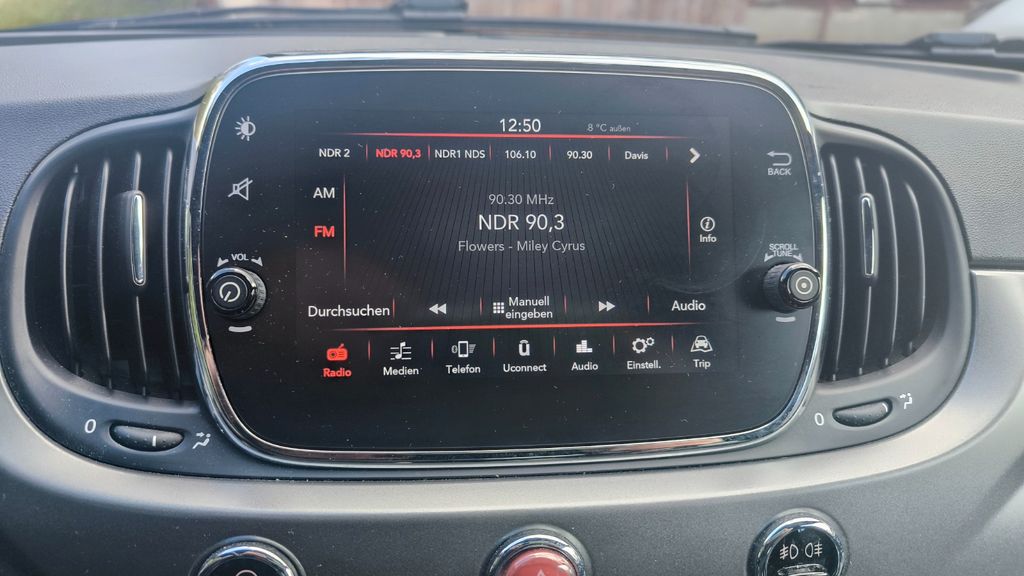 12:50 8 °C außen
NDR 2 NDR 90,3 NDR1 NDS 106.10 90.30 Davis
BACK
AM
90.30 MHz
NDR 90,3
FM
Info
Flowers - Miley Cyrus
VOL
SCROLL
TUNE
Durchsuchen
Manuell
eingeben
Audio
Radio Medien Telefon Uconnect Audio Einstell. Trip
0
0